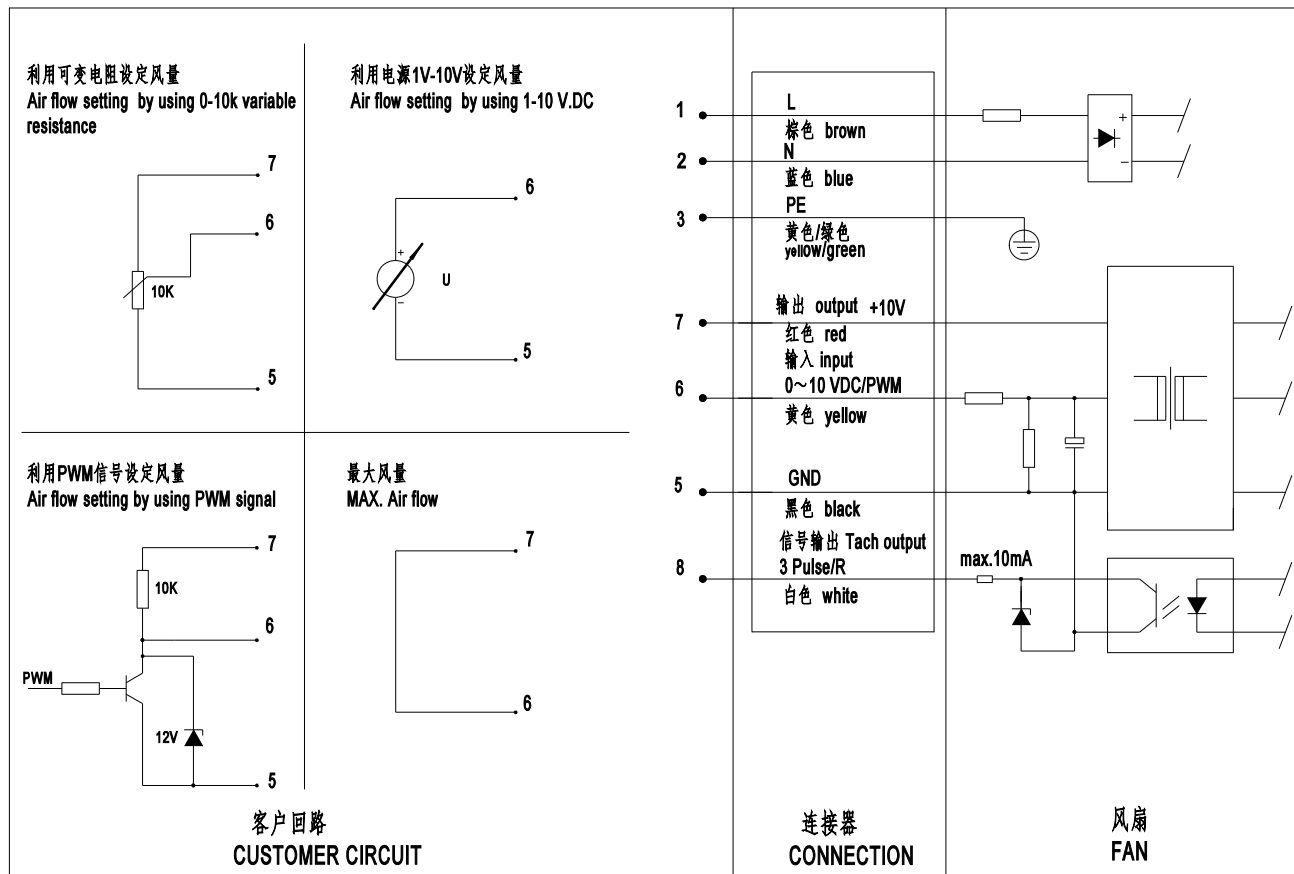 利用可变电阻设定风量
Air flow setting by using 0-10k variable
resistance
7
6
10K
5
利用电源1V-10V设定风量
Air flow setting by using 1-10 V.DC
6
+
U
−
5
利用PWM信号设定风量
Air flow setting by using PWM signal
7
10K
6
PWM
12V
5
最大风量
MAX. Air flow
7
6
客户回路
CUSTOMER CIRCUIT
1
L
棕色 brown
2
N
蓝色 blue
3
PE
黄色/绿色
yellow/green
7
输出 output +10V
红色 red
输入 input
6
0～10 VDC/PWM
黄色 yellow
5
GND
黑色 black
信号输出 Tach output
8
3 Pulse/R
白色 white
连接器
CONNECTION
+
−
max.10mA
风扇
FAN